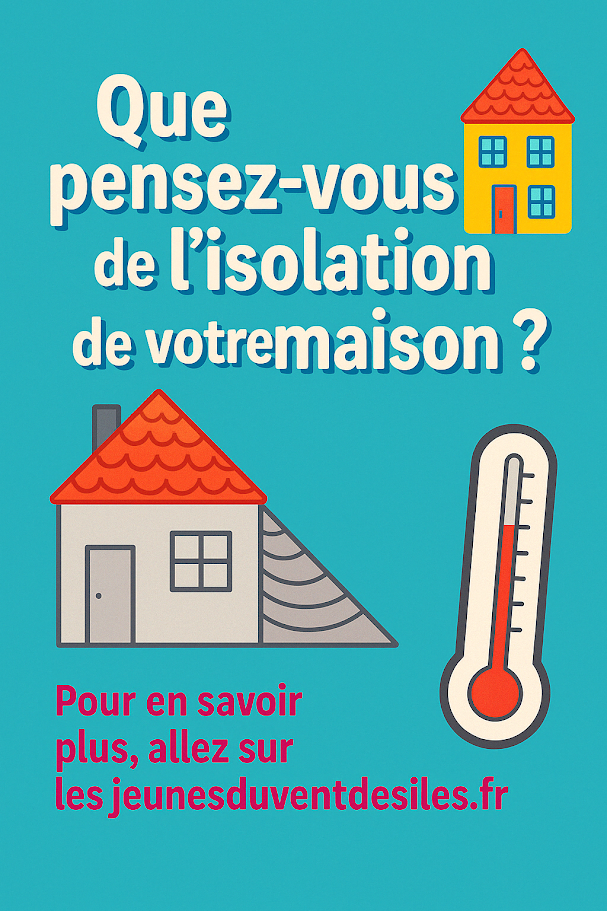 Que
pensez-vous
de l'isolation
de votremaison ?
Pour en savoir
plus, allez sur
les jeunesduventdesiles.fr